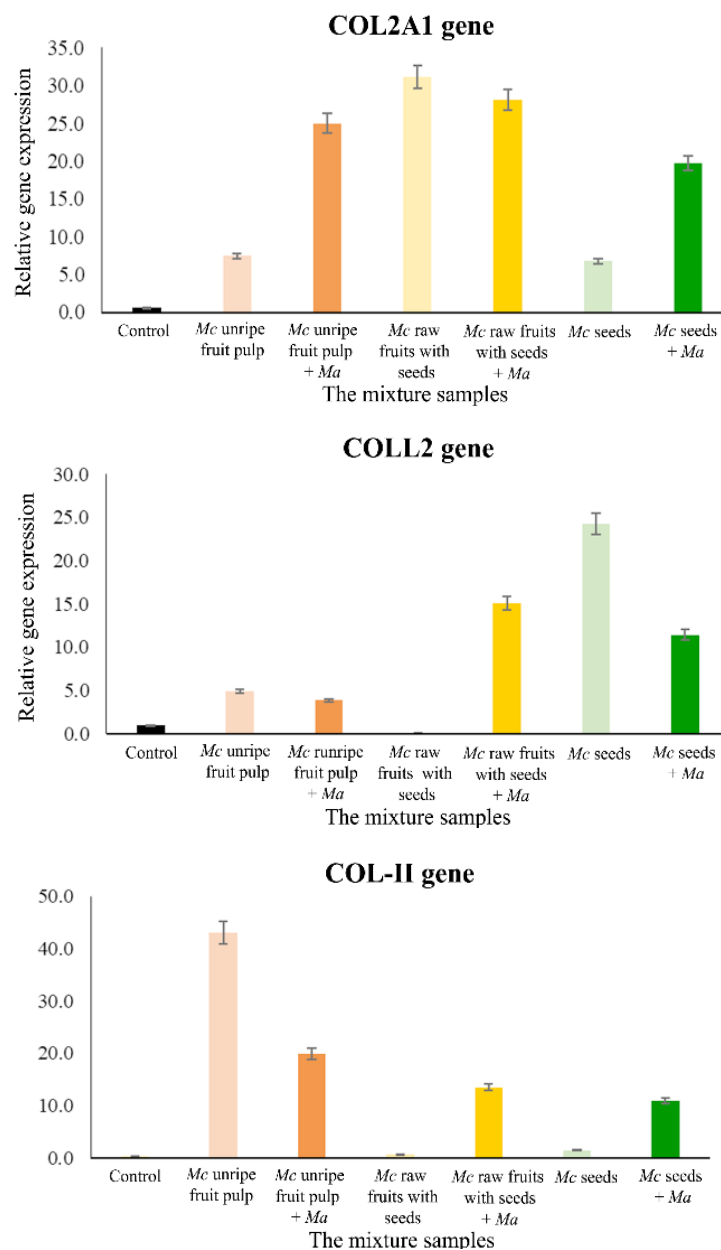 COL2A1 gene
35.0
30.0
25.0
20.0
15.0
10.0
5.0
0.0
Relative gene expression
Control
Mc unripe
fruit pulp
Mc unripe
fruit pulp
+ Ma
Mc raw
fruits with
seeds
Mc raw fruits
with seeds
+ Ma
Mc seeds
Mc seeds
+ Ma
The mixture samples
COLL2 gene
30.0
25.0
20.0
15.0
10.0
5.0
0.0
Relative gene expression
Control
Mc unripe
fruit pulp
Mc runripe
fruit pulp
+ Ma
Mc raw
fruits with
seeds
Mc raw fruits
with seeds
+ Ma
Mc seeds
Mc seeds
+ Ma
The mixture samples
COL-II gene
50.0
40.0
30.0
20.0
10.0
0.0
Control
Mc unripe
fruit pulp
Mc unripe
fruit pulp
+ Ma
Mc raw
fruits with
seeds
Mc raw fruits
with seeds
+ Ma
Mc seeds
Mc seeds
+ Ma
The mixture samples